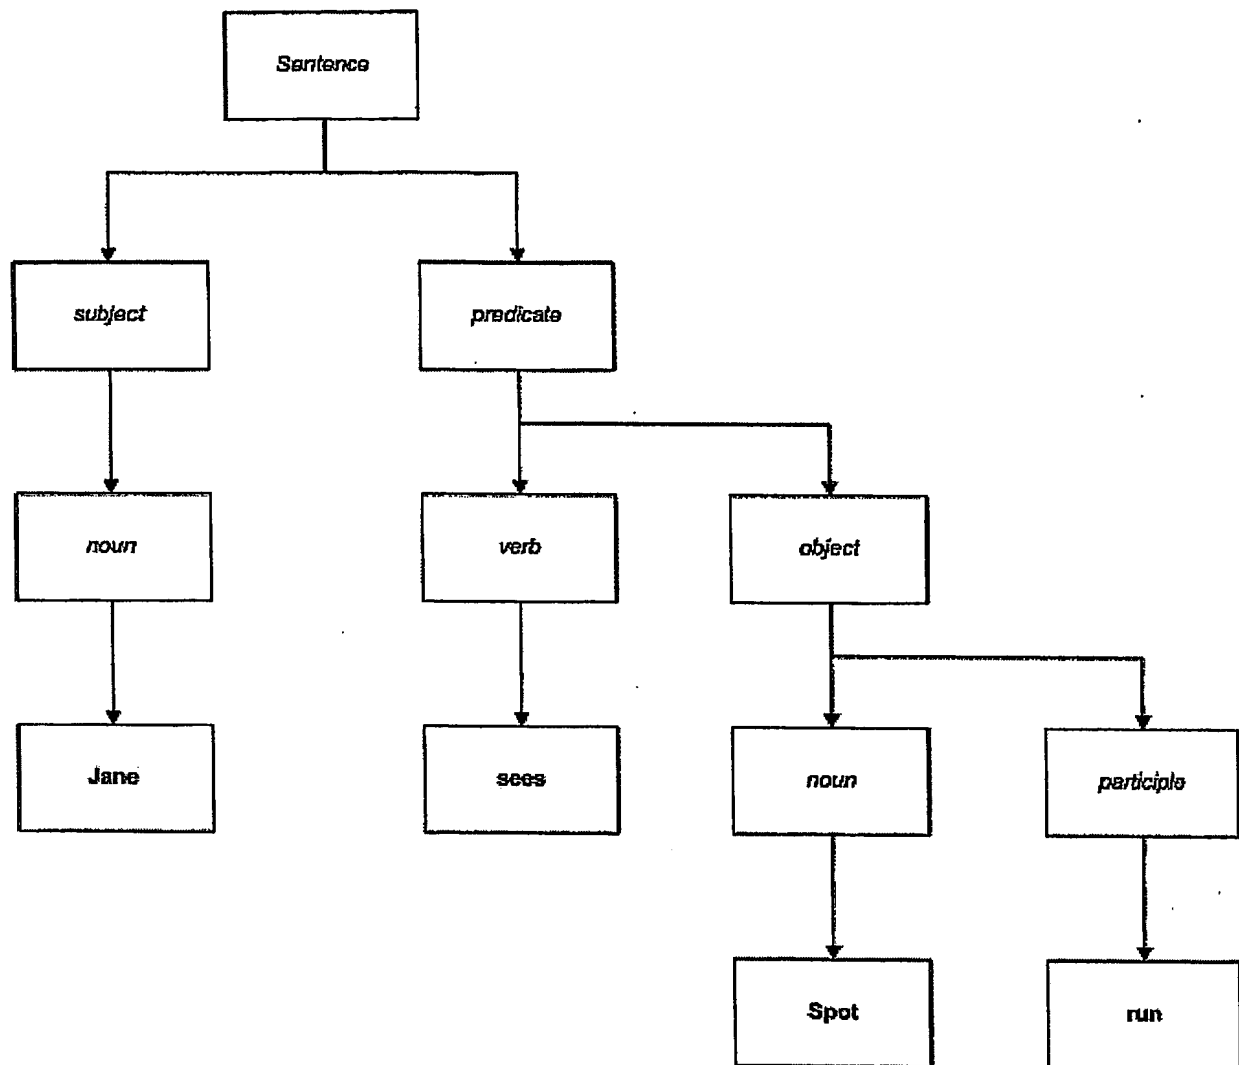 Sentence
subject
predicate
noun
verb
object
Jane
sees
noun
participle
Spot
run